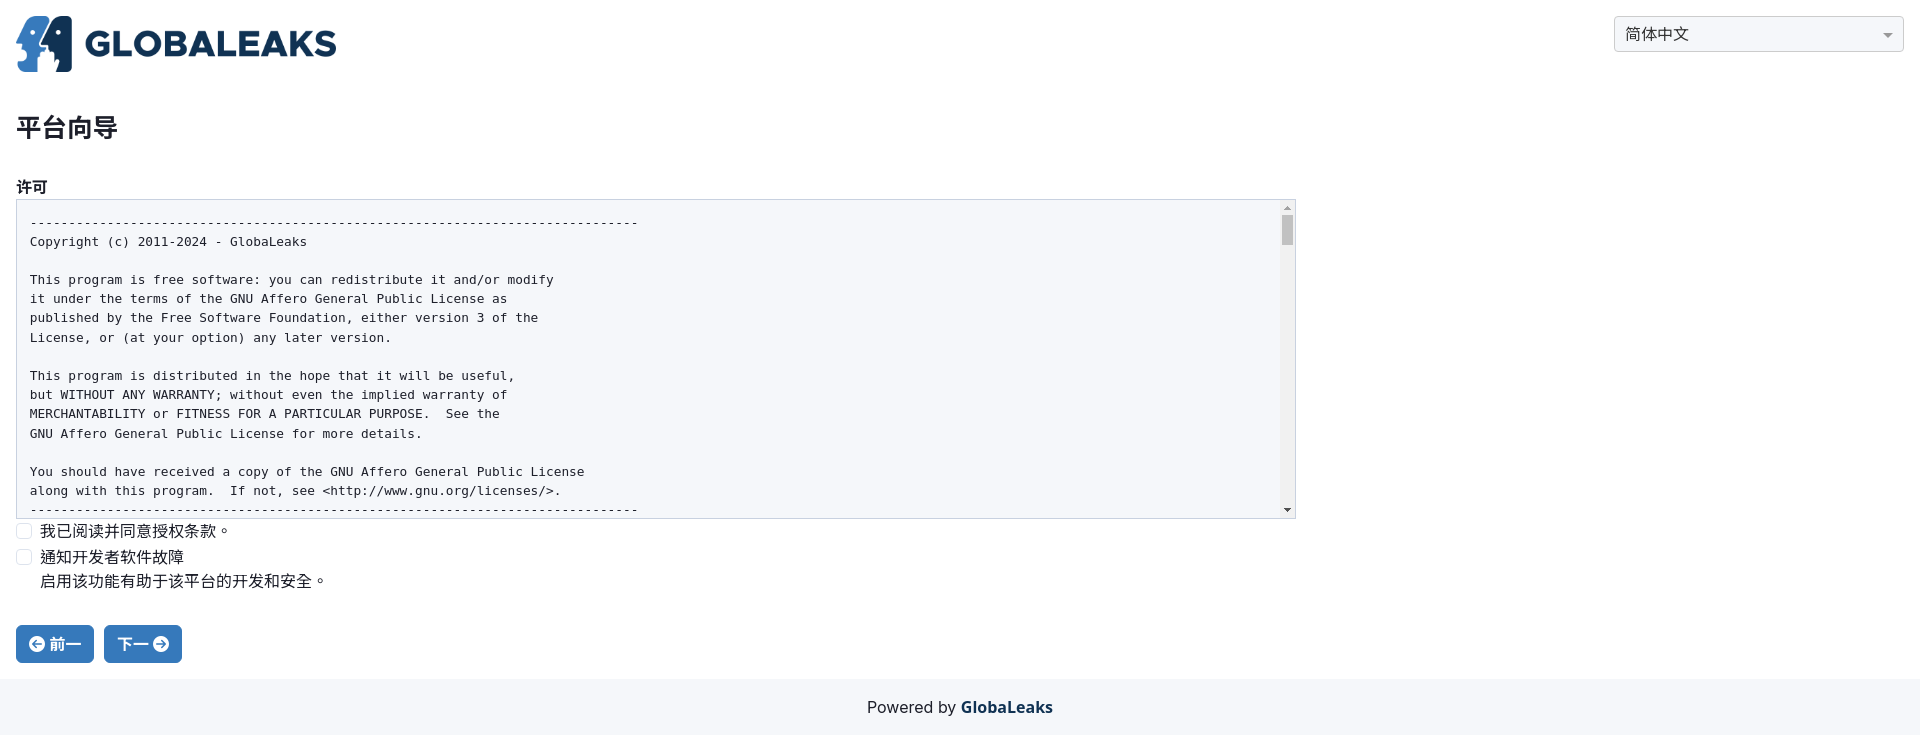 GLOBALEAKS
简体中文
平台向导
许可
-------------------------------------------------------------------------------
Copyright (c) 2011-2024 - GlobaLeaks
This program is free software: you can redistribute it and/or modify
it under the terms of the GNU Affero General Public License as
published by the Free Software Foundation, either version 3 of the
License, or (at your option) any later version.
This program is distributed in the hope that it will be useful,
but WITHOUT ANY WARRANTY; without even the implied warranty of
MERCHANTABILITY or FITNESS FOR A PARTICULAR PURPOSE.  See the
GNU Affero General Public License for more details.
You should have received a copy of the GNU Affero General Public License
along with this program.  If not, see <http://www.gnu.org/licenses/>.
-------------------------------------------------------------------------------
我已阅读并同意授权条款。
通知开发者软件故障
启用该功能有助于该平台的开发和安全。
前一
下一
Powered by GlobaLeaks